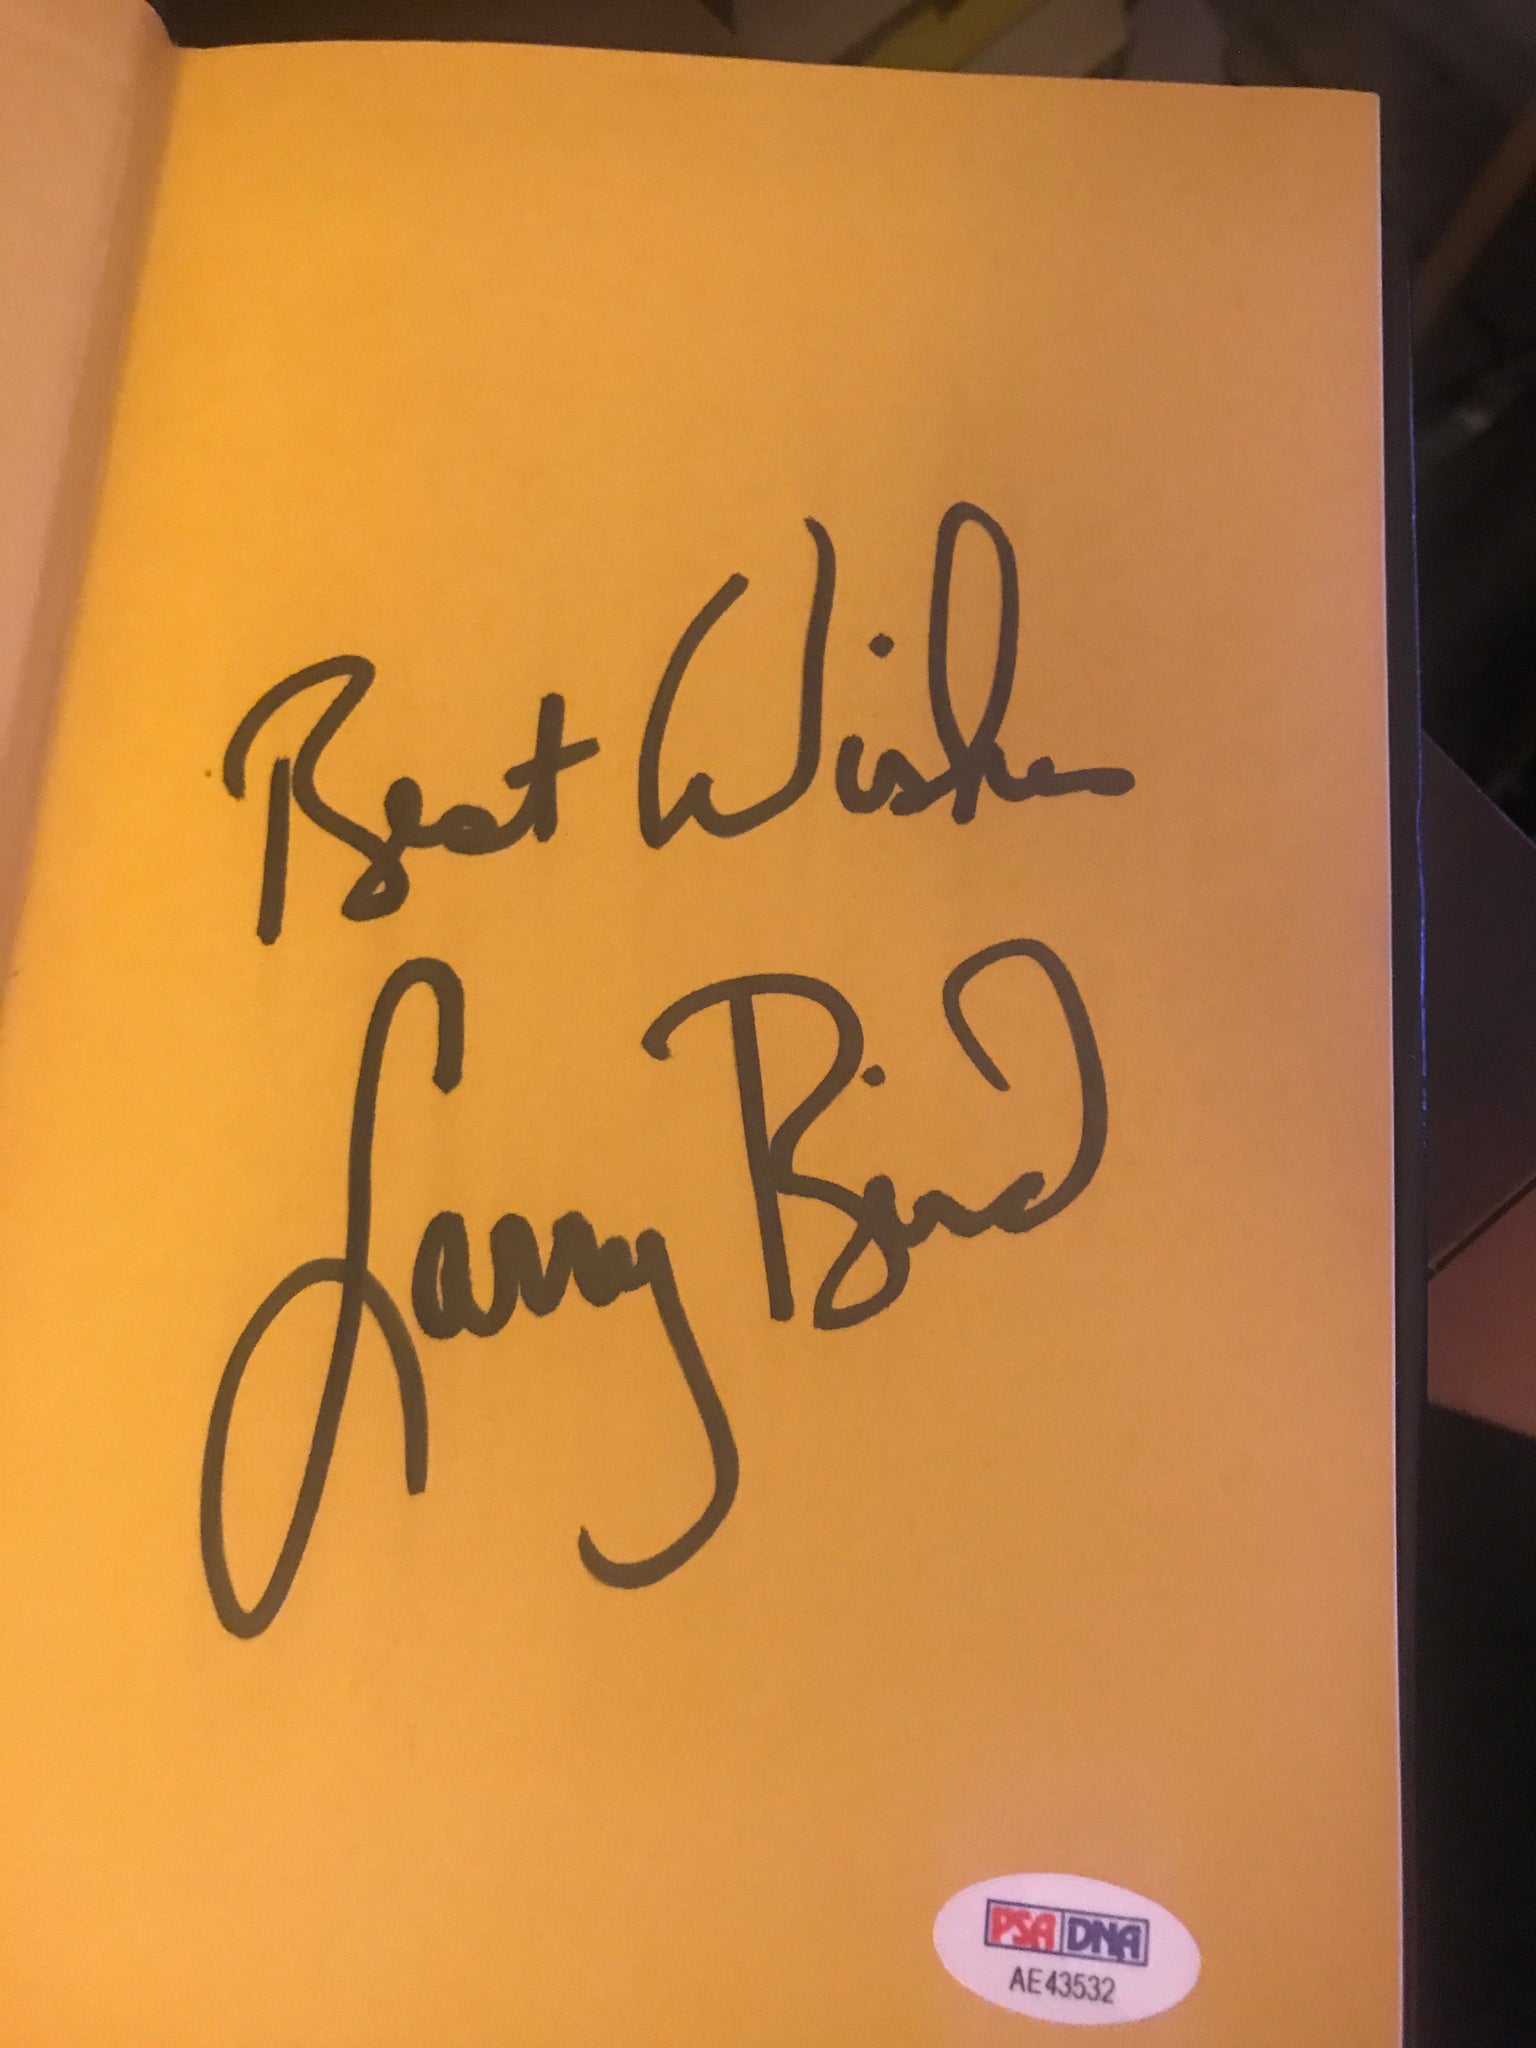 Best Wishes
Larry Bird
PSA DNA
AE43532